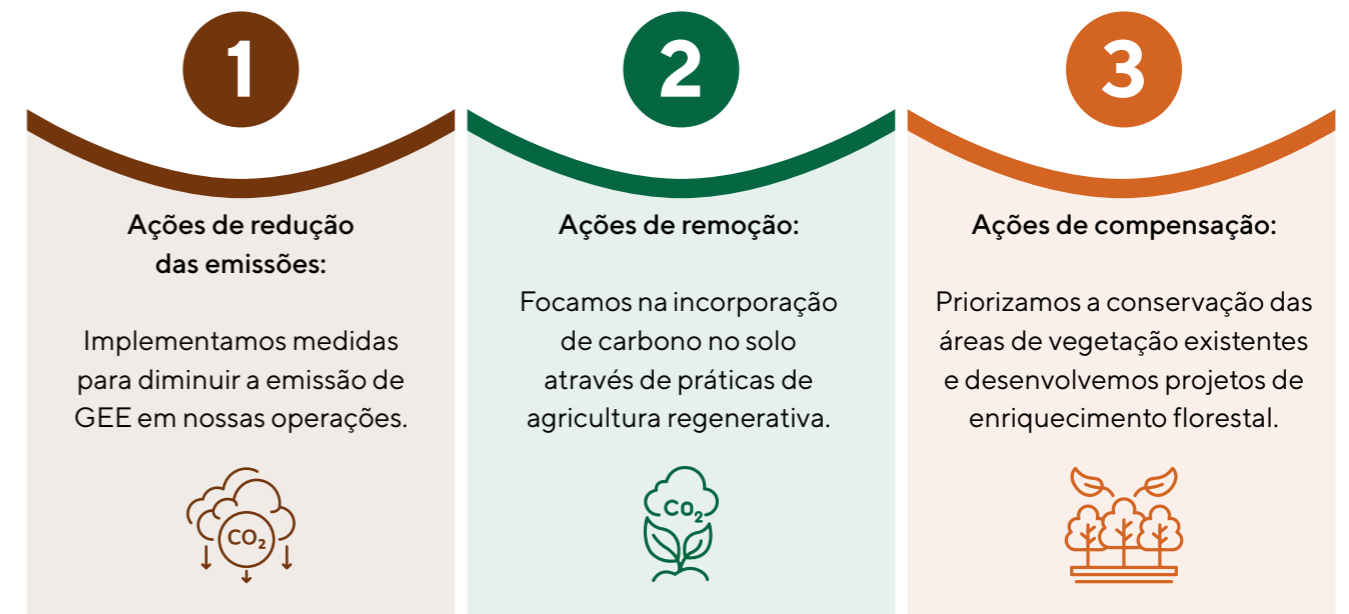 1
Ações de redução
das emissões:
Implementamos medidas
para diminuir a emissão de
GEE em nossas operações.
CO₂
2
Ações de remoção:
Focamos na incorporação
de carbono no solo
através de práticas de
agricultura regenerativa.
CO₂
3
Ações de compensação:
Priorizamos a conservação das
áreas de vegetação existentes
e desenvolvemos projetos de
enriquecimento florestal.